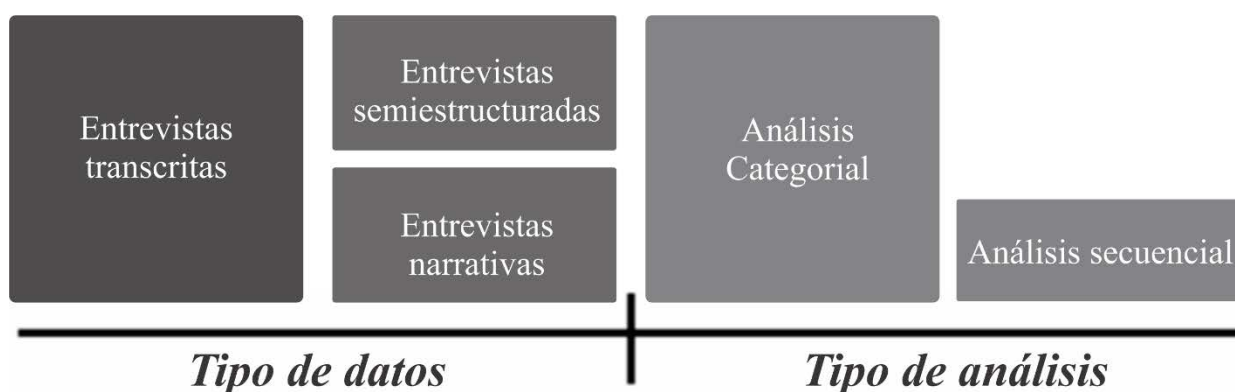 Entrevistas
transcritas
Entrevistas
semiestructuradas
Entrevistas
narrativas
Análisis
Categorial
Análisis secuencial
Tipo de datos
Tipo de análisis